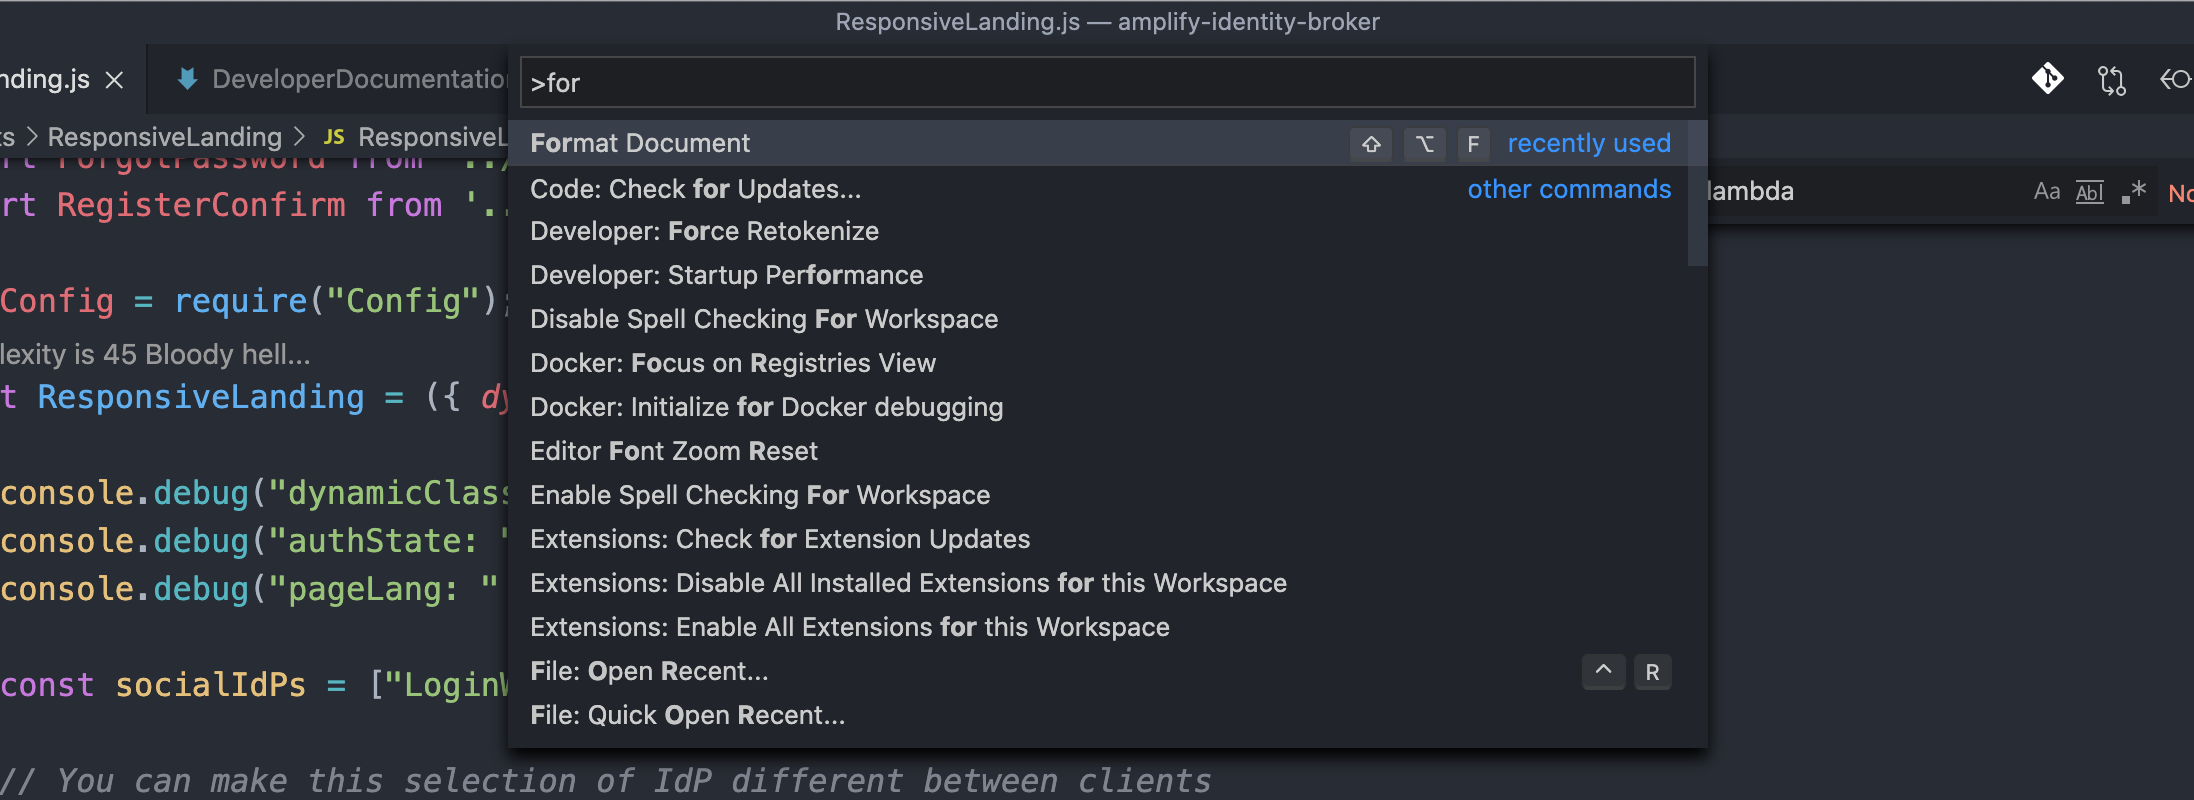 ResponsiveLanding.js — amplify-identity-broker
nding.js DeveloperDocumentatio
>for
ts > ResponsiveLanding > JS ResponsiveL
Format Document ⇧ ⌥ F recently used
Code: Check for Updates... other commands
Developer: Force Retokenize
Developer: Startup Performance
Disable Spell Checking For Workspace
Docker: Focus on Registries View
Docker: Initialize for Docker debugging
Editor Font Zoom Reset
Enable Spell Checking For Workspace
Extensions: Check for Extension Updates
Extensions: Disable All Installed Extensions for this Workspace
Extensions: Enable All Extensions for this Workspace
File: Open Recent... ^ R
File: Quick Open Recent...
lambda Aa Abl .* No
rt ForgotPassword from '../
rt RegisterConfirm from '..
Config = require("Config");
lexity is 45 Bloody hell...
t ResponsiveLanding = ({ dy
console.debug("dynamicClass
console.debug("authState: "
console.debug("pageLang: "
const socialIdPs = ["LoginW
// You can make this selection of IdP different between clients